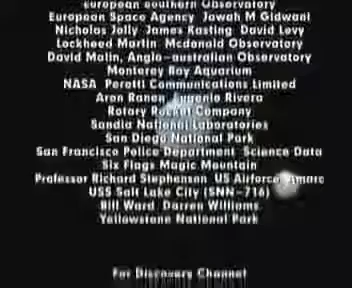 European Southern Observatory
European Space Agency Jawah M Gidwani
Nicholas Jolly James Kasting David Levy
Lockheed Martin Mcdonald Observatory
David Malin, Anglo-australian Observatory
Monterey Bay Aquarium
NASA Peratti Communications Limited
Aron Ranen Eugenio Rivera
Rotary Rocket Company
Sandia National Laboratories
San Diego National Park
San Francisco Police Department Science Data
Six Flags Magic Mountain
Professor Richard Stephenson US Airforce Amarc
USS Salt Lake City (SNN-716)
Bill Ward Darren Williams
Yellowstone National Park
For Discovery Channel